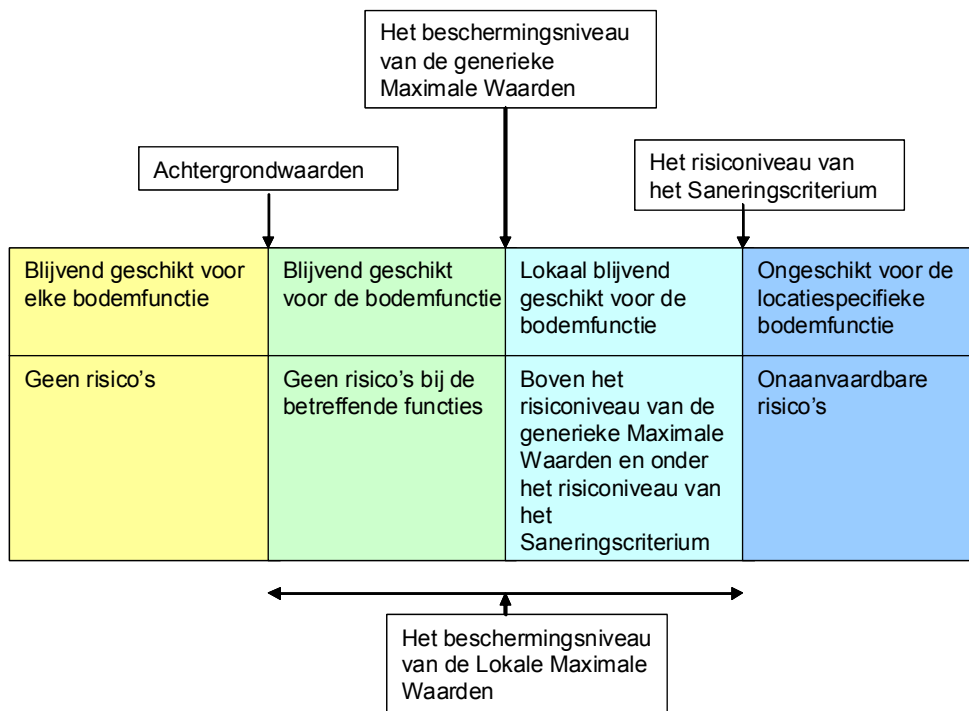 Het beschermingsniveau
van de generieke
Maximale Waarden
Achtergrondwaarden
Het risiconiveau van
het Saneringscriterium
Blijvend geschikt voor
elke bodemfunctie
Blijvend geschikt
voor de bodemfunctie
Lokaal blijvend
geschikt voor de
bodemfunctie
Ongeschikt voor de
locatiespecifieke
bodemfunctie
Geen risico’s
Geen risico’s bij de
betreffende functies
Boven het
risiconiveau van de
generieke Maximale
Waarden en onder
het risiconiveau van
het
Saneringscriterium
Onaanvaardbare
risico’s
Het beschermingsniveau
van de Lokale Maximale
Waarden